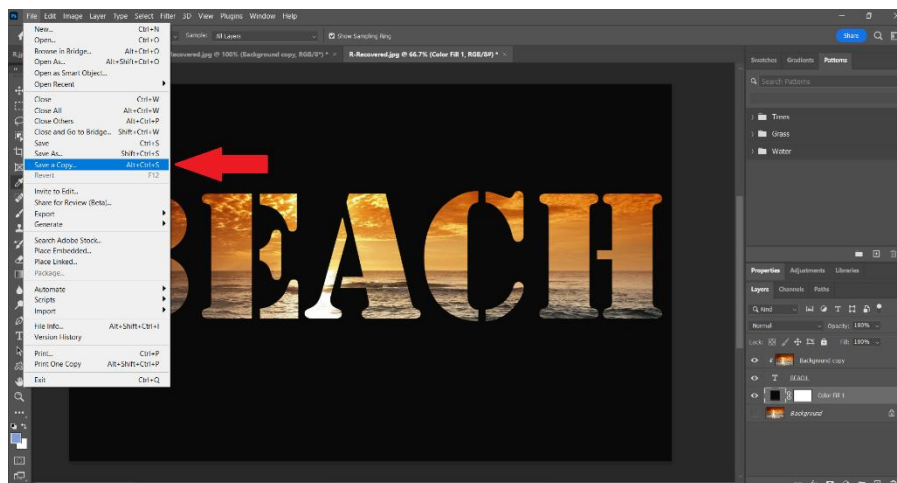 File Edit Image Layer Type Select Filter 3D View Plugins Window Help
Sample: All Layers Show Sampling Ring Share
Recovered.jpg @ 100% (Background copy, RGB/8*) * × R-Recovered.jpg @ 66.7% (Color Fill 1, RGB/8#) * ×
New... Ctrl+N
Open... Ctrl+O
Browse in Bridge... Alt+Ctrl+O
Open As... Alt+Shift+Ctrl+O
Open as Smart Object...
Open Recent
Close Ctrl+W
Close All Alt+Ctrl+W
Close Others Alt+Ctrl+P
Close and Go to Bridge... Shift+Ctrl+W
Save Ctrl+S
Save As... Shift+Ctrl+S
Save a Copy... Alt+Ctrl+S
Revert F12
Invite to Edit...
Share for Review (Beta)...
Export
Generate
Search Adobe Stock...
Place Embedded...
Place Linked...
Package...
Automate
Scripts
Import
File Info... Alt+Shift+Ctrl+I
Version History
Print... Ctrl+P
Print One Copy Alt+Shift+Ctrl+P
Exit Ctrl+Q
BEACH
Swatches Gradients Patterns
Search Patterns
Trees
Grass
Water
Properties Adjustments Libraries
Layers Channels Paths
Kind
Normal Opacity: 100%
Lock: Fill: 100%
Background copy
Color Fill 1
Background